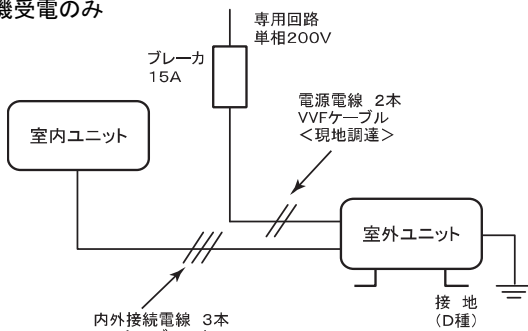 機受電のみ
専用回路
単相200V
ブレーカ
15A
電源電線 2本
VVFケーブル
＜現地調達＞
室内ユニット
室外ユニット
接 地
（D種）
内外接続電線 3本